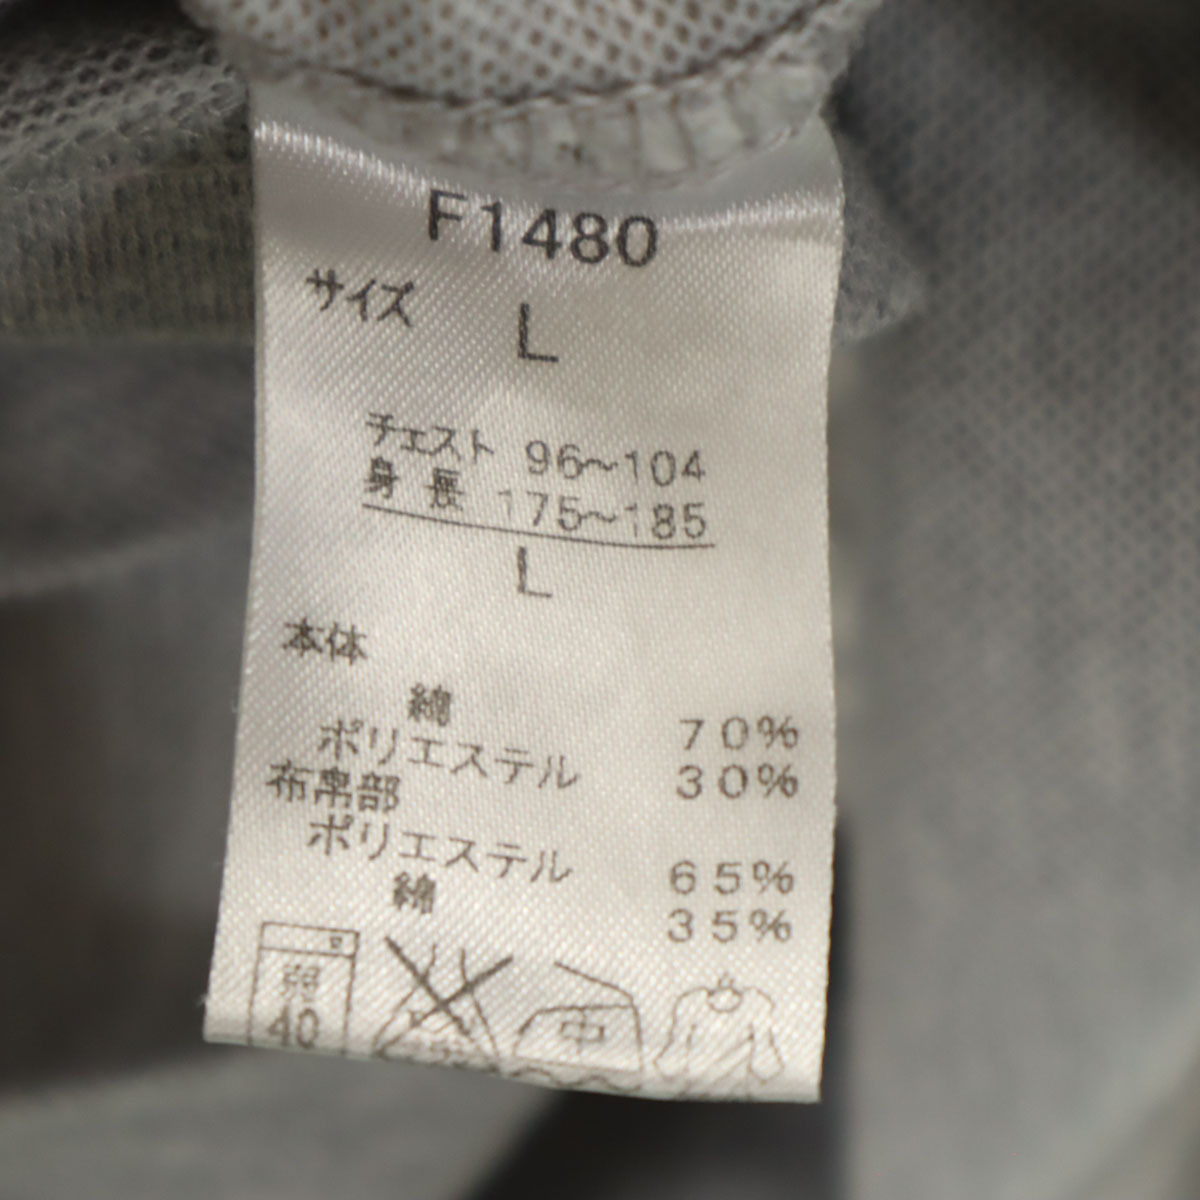 F1480
サイズ L
チェスト 96～104
身長 175～185
L
本体
綿 70%
ポリエステル 30%
布帛部
ポリエステル 65%
綿 35%
弱
40
中